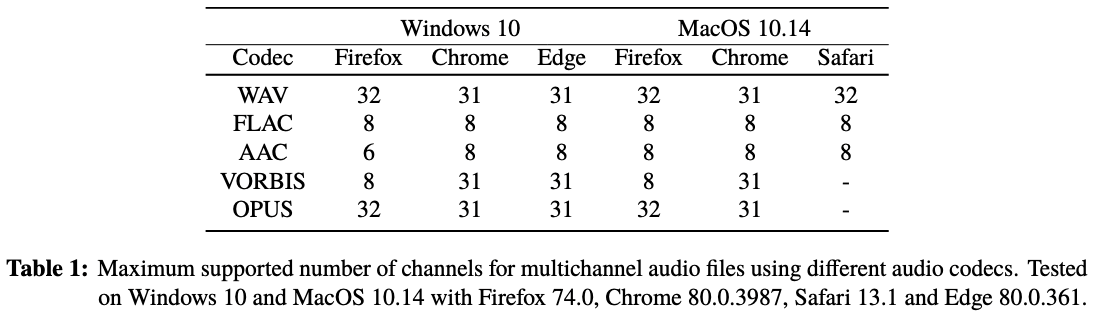 Windows 10 MacOS 10.14
Codec Firefox Chrome Edge Firefox Chrome Safari
WAV 32 31 31 32 31 32
FLAC 8 8 8 8 8 8
AAC 6 8 8 8 8 8
VORBIS 8 31 31 8 31 -
OPUS 32 31 31 32 31 -
Table 1: Maximum supported number of channels for multichannel audio files using different audio codecs. Tested
on Windows 10 and MacOS 10.14 with Firefox 74.0, Chrome 80.0.3987, Safari 13.1 and Edge 80.0.361.